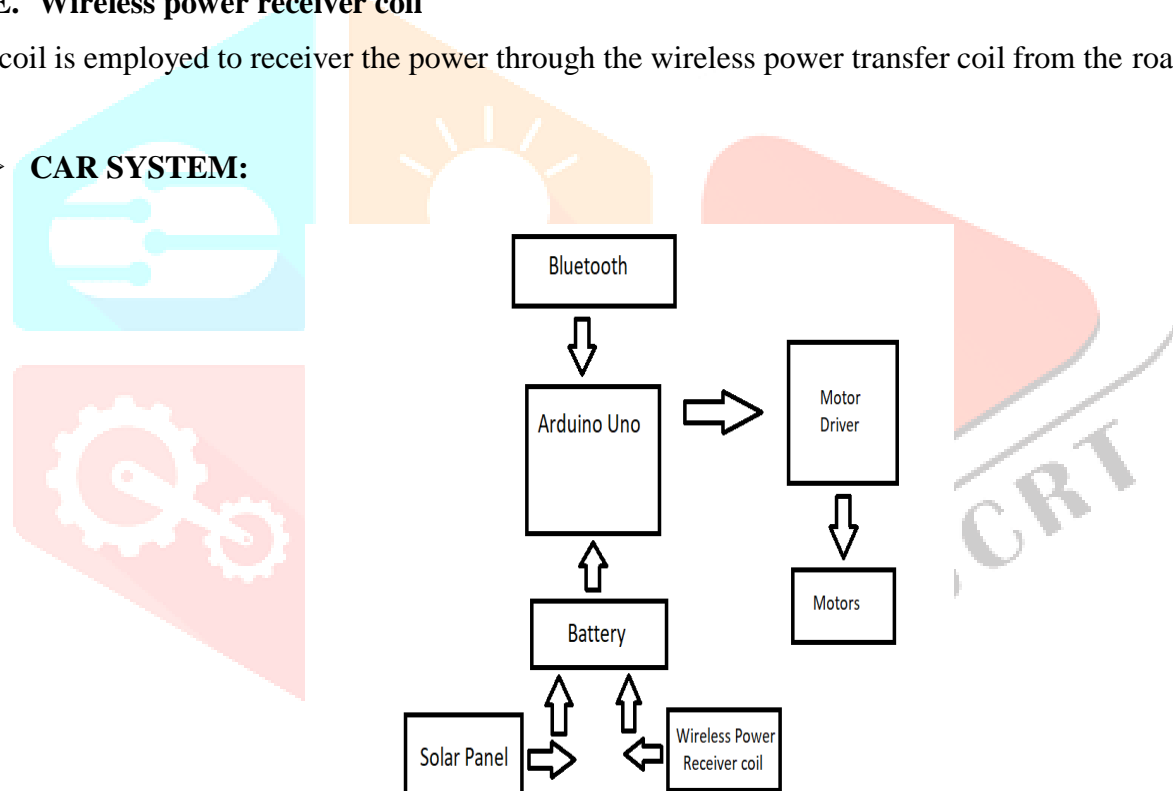 E. Wireless power receiver coil
coil is employed to receiver the power through the wireless power transfer coil from the roa
CAR SYSTEM:
Bluetooth
Arduino Uno
Motor
Driver
Motors
Battery
Solar Panel
Wireless Power
Receiver coil
CRT